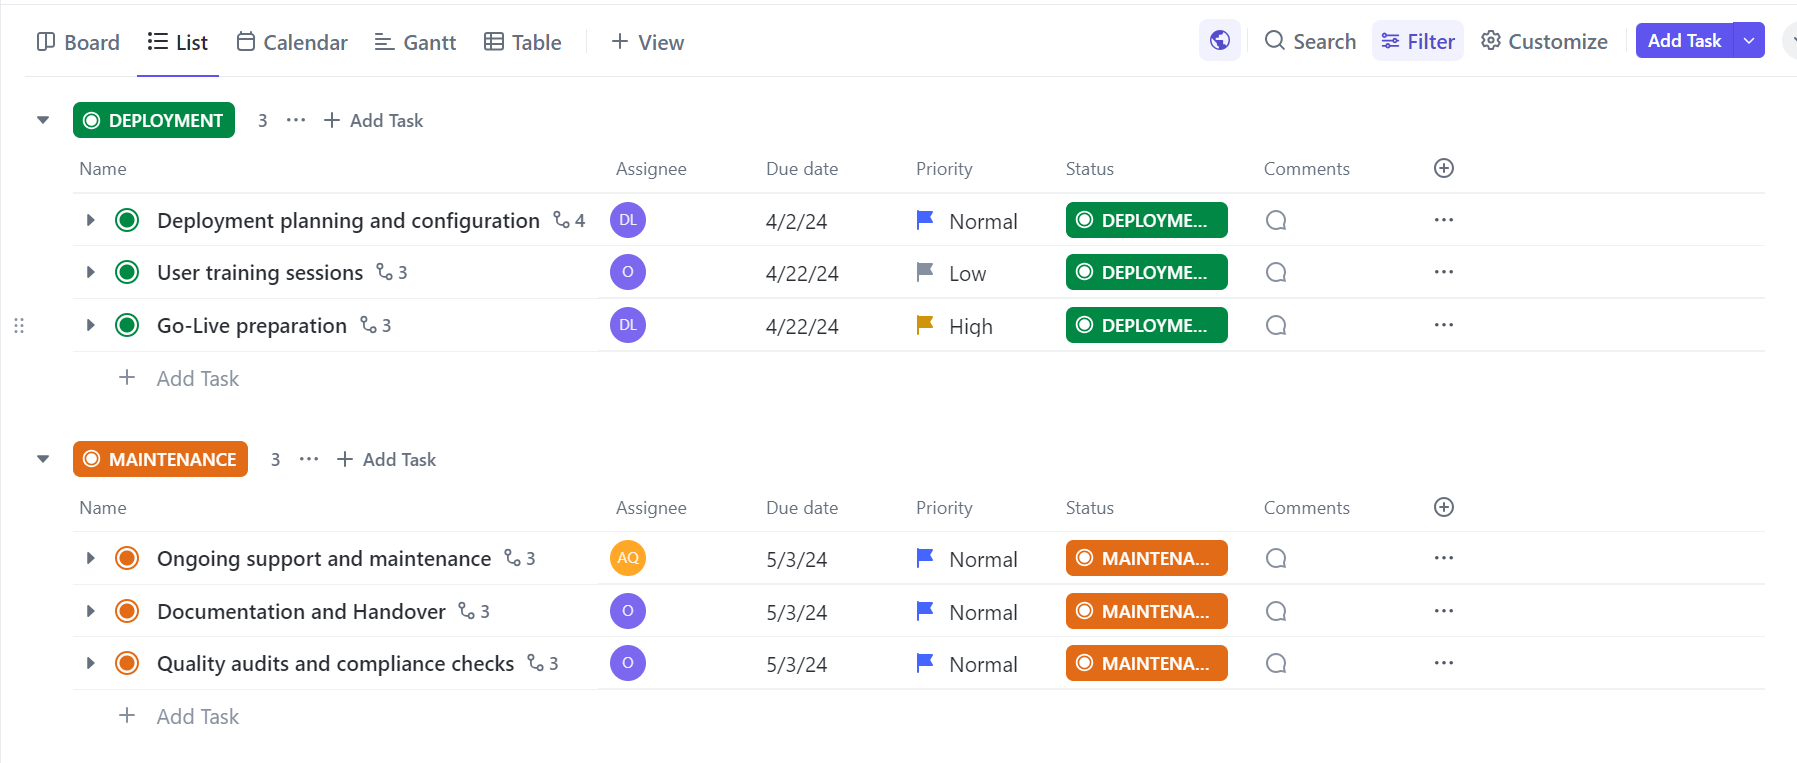 Board List Calendar Gantt Table + View Search Filter Customize Add Task
DEPLOYMENT 3 ... + Add Task
Name Assignee Due date Priority Status Comments
Deployment planning and configuration 4 DL 4/2/24 Normal DEPLOYME... ...
User training sessions 3 O 4/22/24 Low DEPLOYME... ...
Go-Live preparation 3 DL 4/22/24 High DEPLOYME... ...
+ Add Task
MAINTENANCE 3 ... + Add Task
Name Assignee Due date Priority Status Comments
Ongoing support and maintenance 3 AQ 5/3/24 Normal MAINTENA... ...
Documentation and Handover 3 O 5/3/24 Normal MAINTENA... ...
Quality audits and compliance checks 3 O 5/3/24 Normal MAINTENA... ...
+ Add Task